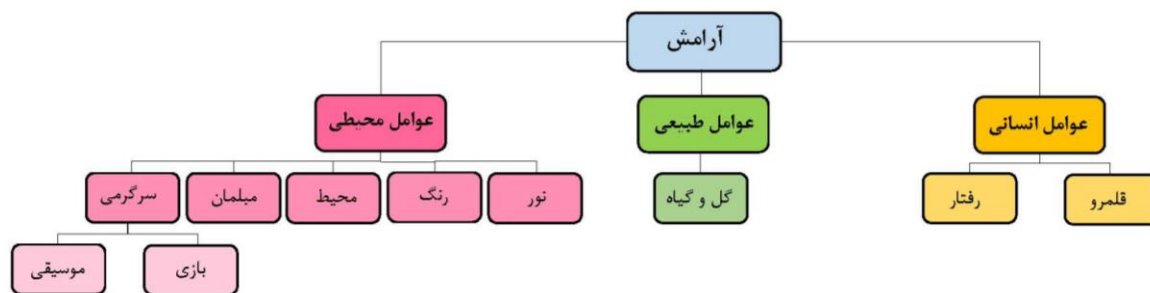 آرامش
عوامل انسانی
عوامل طبیعی
عوامل محیطی
قلمرو
رفتار
گل و گیاه
نور
رنگ
محیط
مبلمان
سرگرمی
بازی
موسیقی